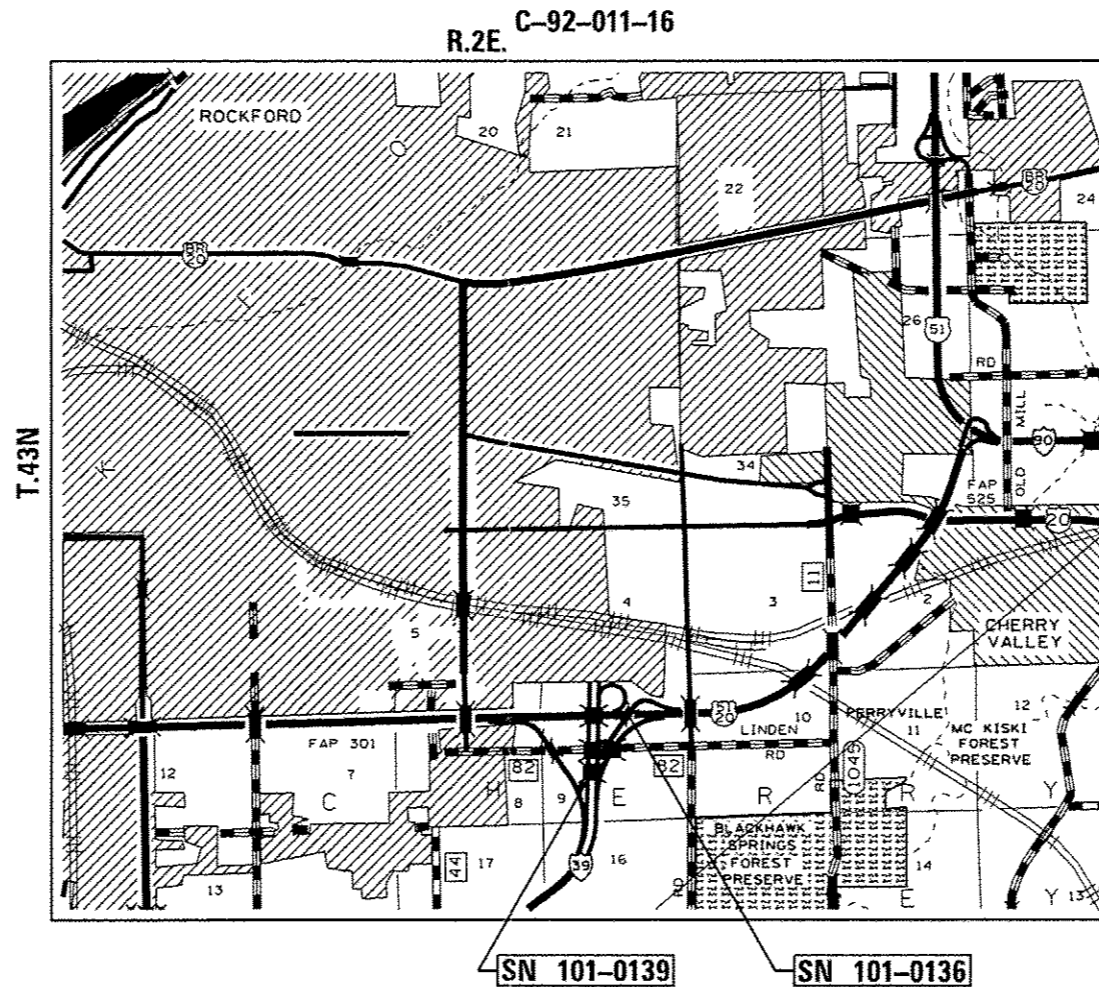 C–92–011–16
R.2E.
T.43N
ROCKFORD
20
21
22
24
BR
20
BR
20
26
51
RD
MILL
OLD
90
34
FAP
525
35
20
K
11
4
3
2
5
CHERRY
VALLEY
51
20
10
LINDEN
RD
PERRYVILLE
RD
11
12
MC KISKI
FOREST
PRESERVE
FAP 301
12
7
82
82
1045
C
H
E
R
R
Y
8
9
44
17
16
39
BLACKHAWK
SPRINGS
FOREST
PRESERVE
RD
14
13
E
Y
13
SN 101–0139
SN 101–0136